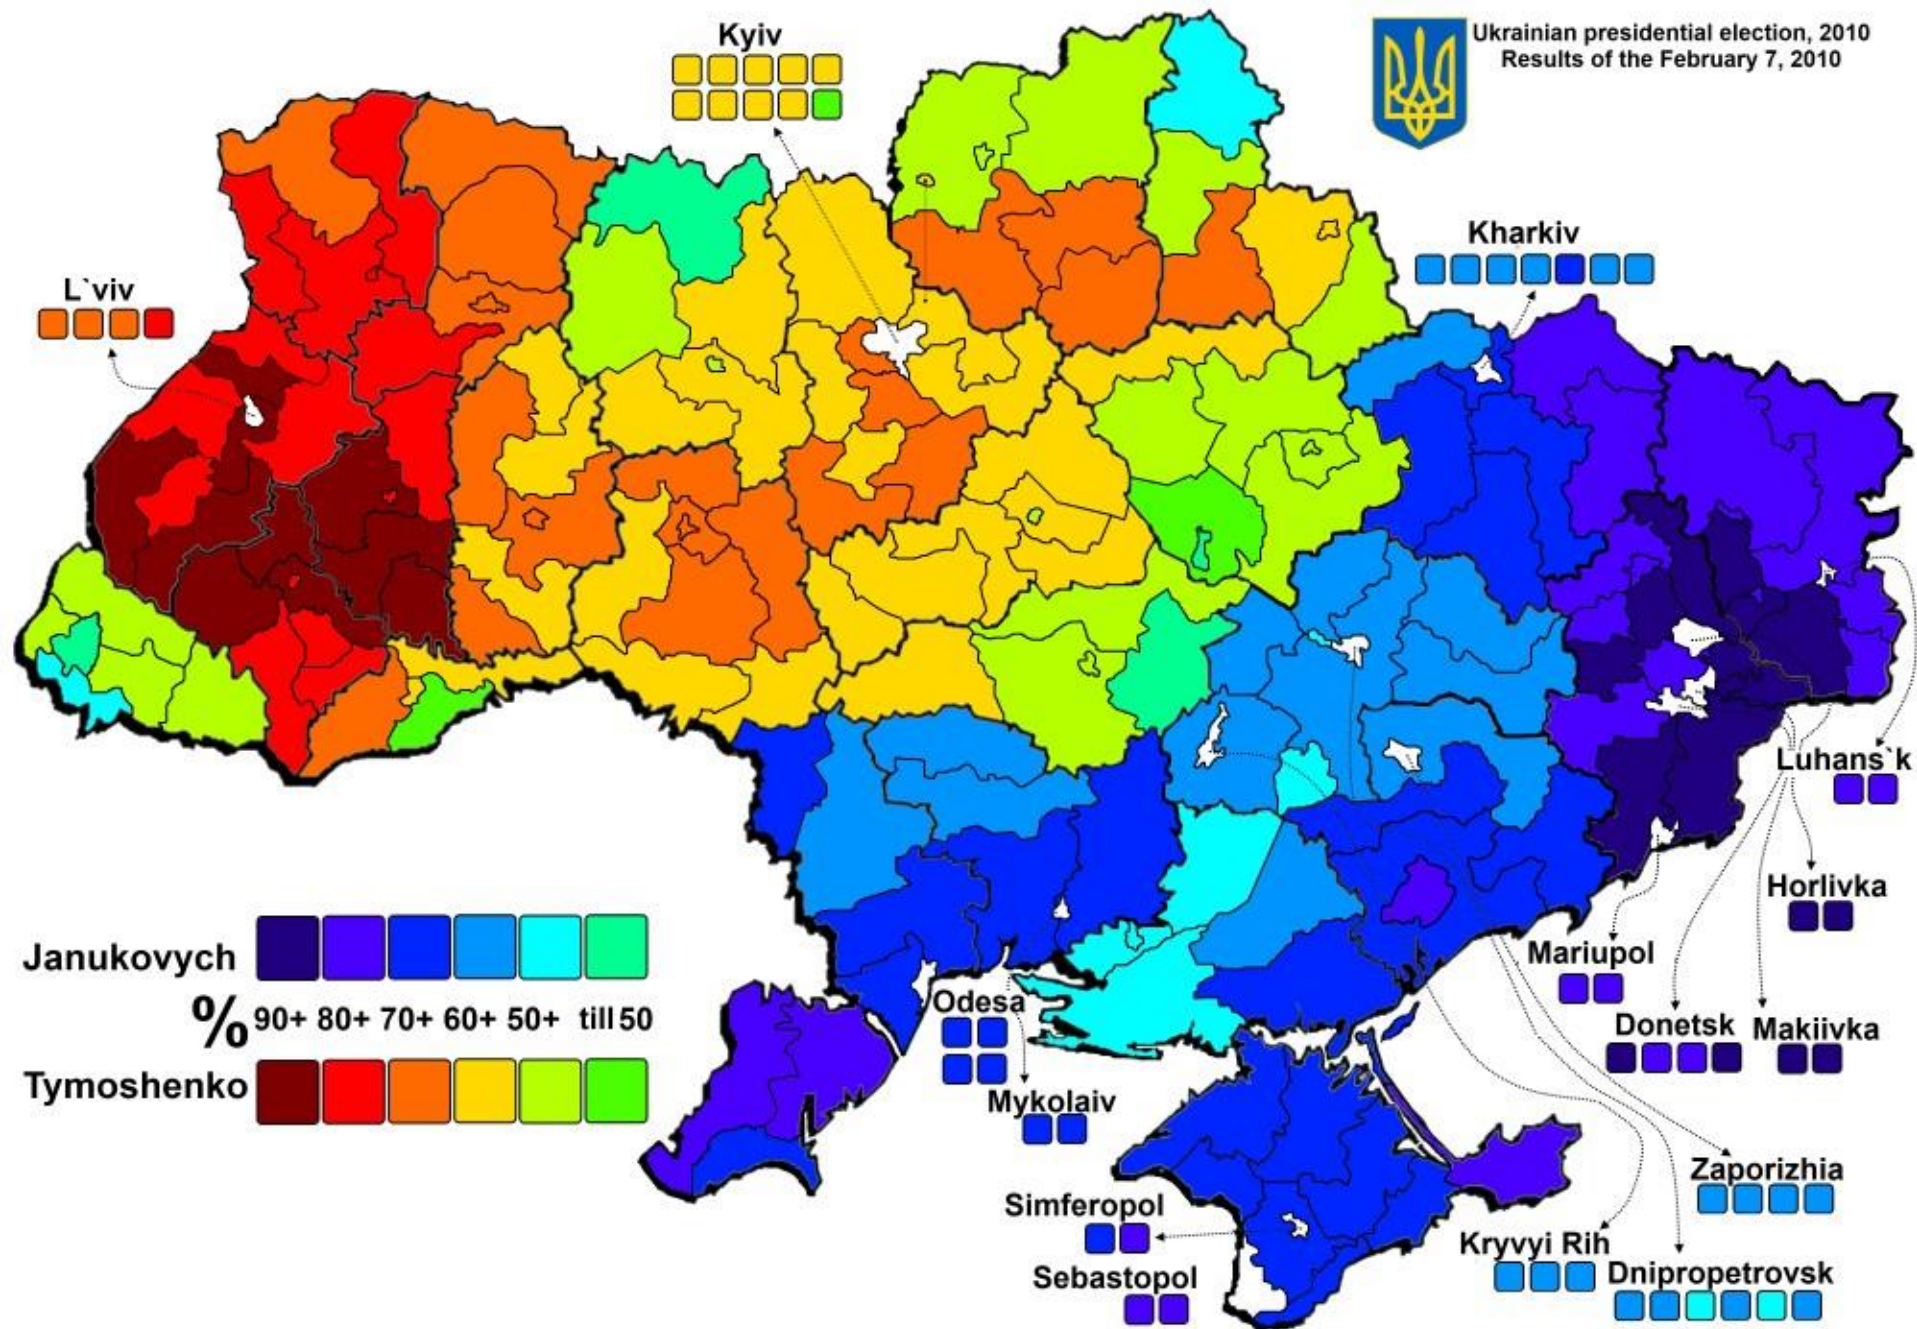 Kyiv
Ukrainian presidential election, 2010
Results of the February 7, 2010
Kharkiv
L`viv
Luhans`k
Horlivka
Mariupol
Donetsk
Makiivka
Janukovych
% 90+ 80+ 70+ 60+ 50+ till 50
Tymoshenko
Odesa
Mykolaiv
Zaporizhia
Simferopol
Kryvyi Rih
Sebastopol
Dnipropetrovsk